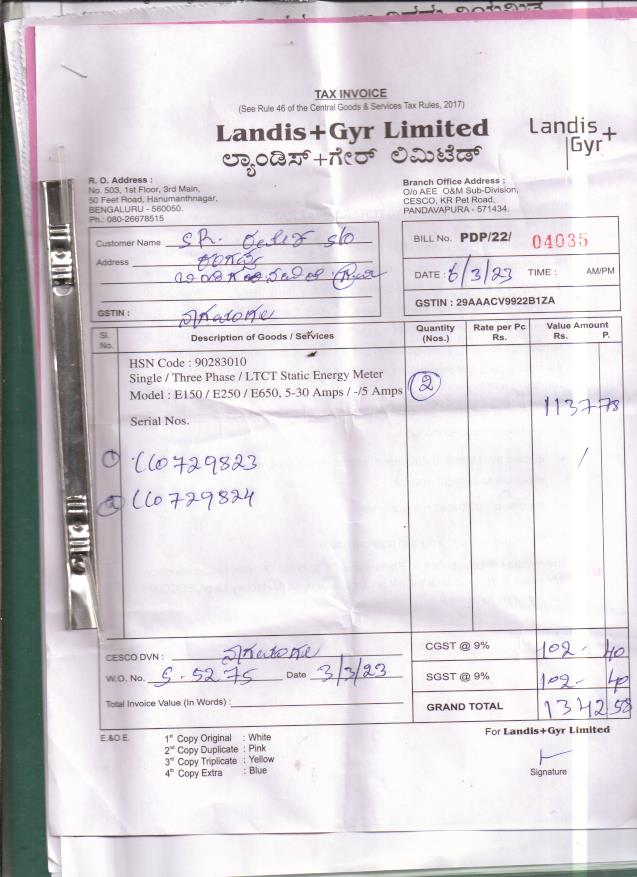 TAX INVOICE
(See Rule 46 of the Central Goods & Services Tax Rules, 2017)
Landis+Gyr Limited
ಲ್ಯಾಂಡಿಸ್+ಗೇರ್ ಲಿಮಿಟೆಡ್
Landis+
Gyr
R. O. Address :
No. 503, 1st Floor, 3rd Main,
50 Feet Road, Hanumanthnagar,
BENGALURU - 560050.
Ph.: 080-26678515
Branch Office Address :
O/o AEE O&M Sub-Division,
CESCO, KR Pet Road,
PANDAVAPURA - 571434.
Customer Name S.R. S/o
Address
GSTIN :
BILL No. PDP/22/ 04035
DATE : 6/3/23 TIME : AM/PM
GSTIN : 29AAACV9922B1ZA
Sl. No. Description of Goods / Services Quantity (Nos.) Rate per Pc Rs. Value Amount Rs. P.
HSN Code : 90283010
Single / Three Phase / LTCT Static Energy Meter
Model : E150 / E250 / E650, 5-30 Amps / -/5 Amps 2
1137 78
Serial Nos.
1 729823
2 729824
CESCO DVN :
W.O. No. S-5275 Date 3/3/23
Total Invoice Value (In Words) :
CGST @ 9% 102- 40
SGST @ 9% 102- 40
GRAND TOTAL 1342 58
E.&O.E.
1st Copy Original : White
2nd Copy Duplicate : Pink
3rd Copy Triplicate : Yellow
4th Copy Extra : Blue
For Landis+Gyr Limited
Signature